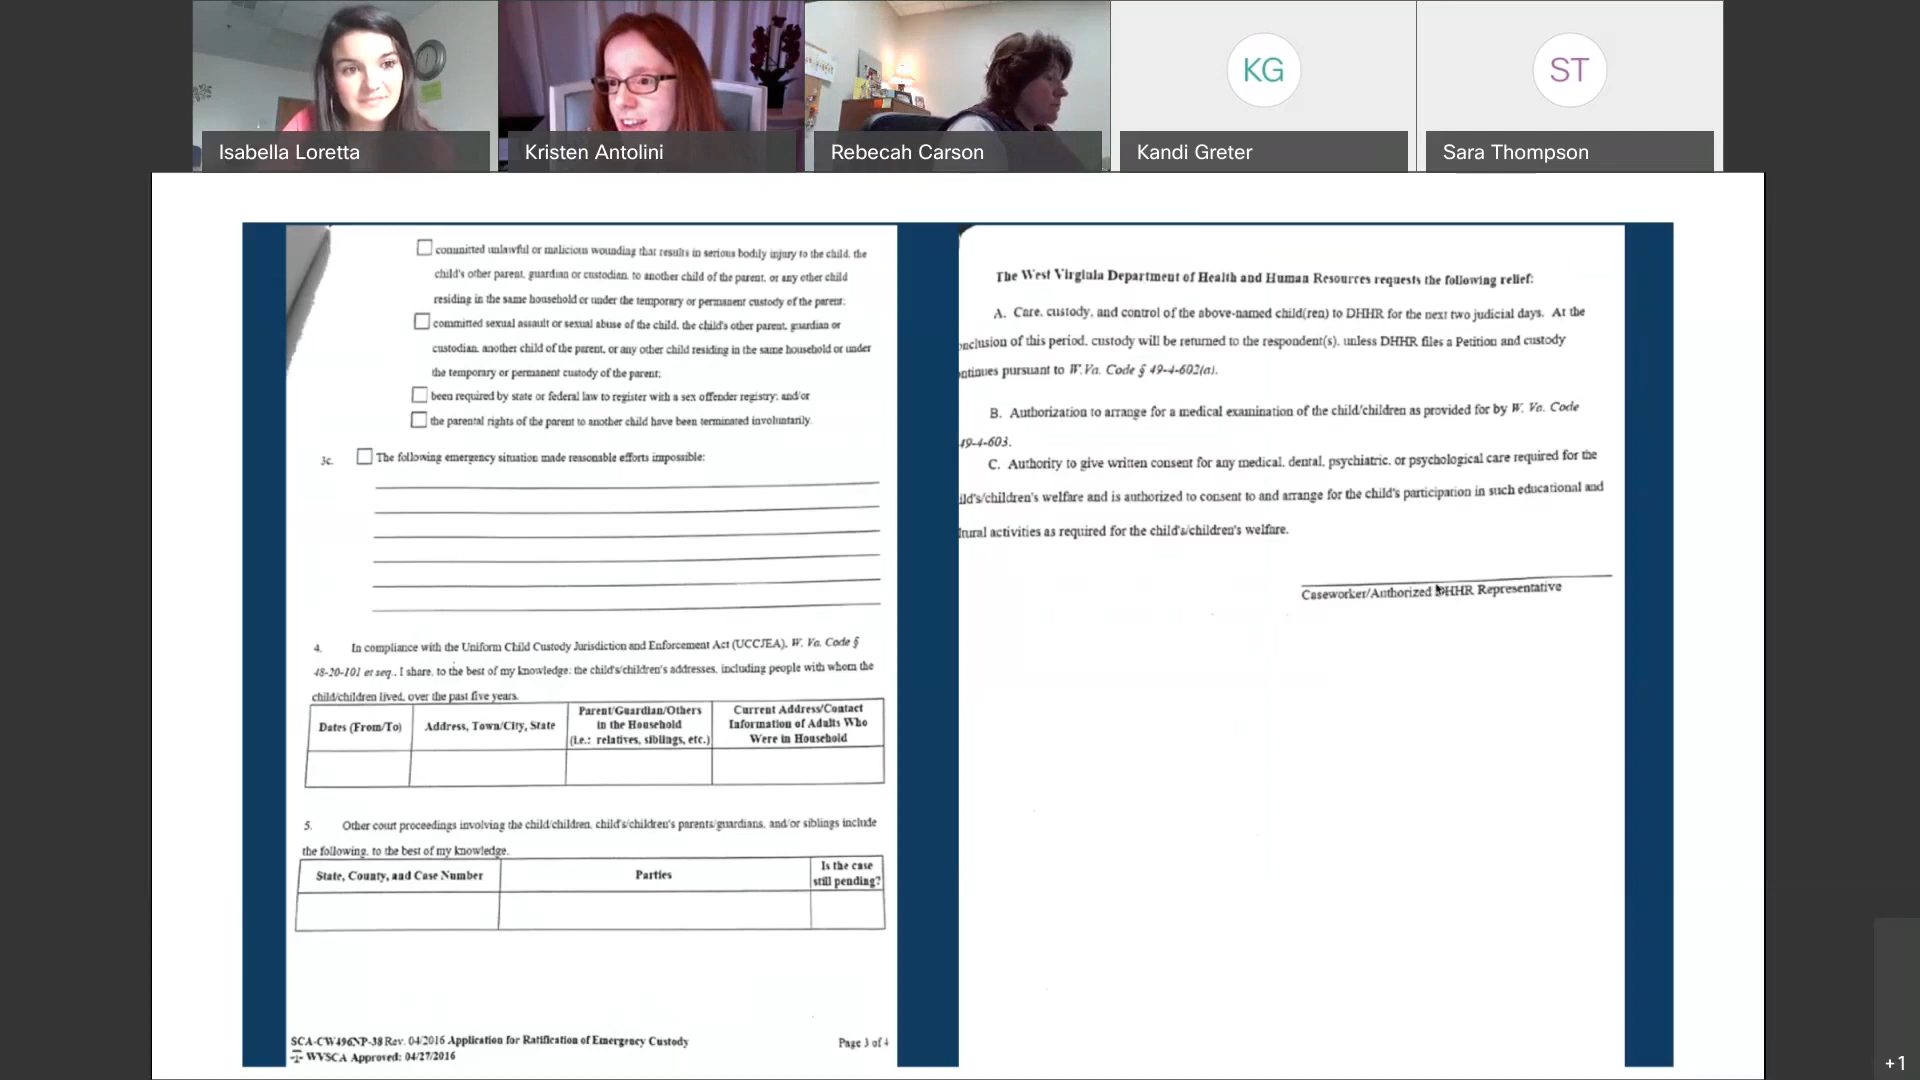 Isabella Loretta
Kristen Antolini
Rebecah Carson
KG
Kandi Greter
ST
Sara Thompson
committed unlawful or malicious wounding that results in serious bodily injury to the child, the
child's other parent, guardian or custodian, to another child of the parent, or any other child
residing in the same household or under the temporary or permanent custody of the parent;
committed sexual assault or sexual abuse of the child, the child's other parent, guardian or
custodian, another child of the parent, or any other child residing in the same household or under
the temporary or permanent custody of the parent;
been required by state or federal law to register with a sex offender registry; and/or
the parental rights of the parent to another child have been terminated involuntarily.
3c. The following emergency situation made reasonable efforts impossible:
4. In compliance with the Uniform Child Custody Jurisdiction and Enforcement Act (UCCJEA), W. Va. Code §
48-20-101 et seq., I share, to the best of my knowledge: the child's/children's addresses, including people with whom the
child/children lived, over the past five years.
Dates (From/To) Address, Town/City, State Parent/Guardian/Others in the Household (i.e.: relatives, siblings, etc.) Current Address/Contact Information of Adults Who Were in Household
5. Other court proceedings involving the child/children, child's/children's parents/guardians, and/or siblings include
the following, to the best of my knowledge.
State, County, and Case Number Parties Is the case still pending?
SCA-CW496NP-38 Rev. 04/2016 Application for Ratification of Emergency Custody Page 3 of 4
WVSCA Approved: 04/27/2016
The West Virginia Department of Health and Human Resources requests the following relief:
A. Care, custody, and control of the above-named child(ren) to DHHR for the next two judicial days. At the
nclusion of this period, custody will be returned to the respondent(s), unless DHHR files a Petition and custody
ntinues pursuant to W. Va. Code § 49-4-602(a).
B. Authorization to arrange for a medical examination of the child/children as provided for by W. Va. Code
49-4-603.
C. Authority to give written consent for any medical, dental, psychiatric, or psychological care required for the
ild's/children's welfare and is authorized to consent to and arrange for the child's participation in such educational and
ltural activities as required for the child's/children's welfare.
Caseworker/Authorized DHHR Representative
+1